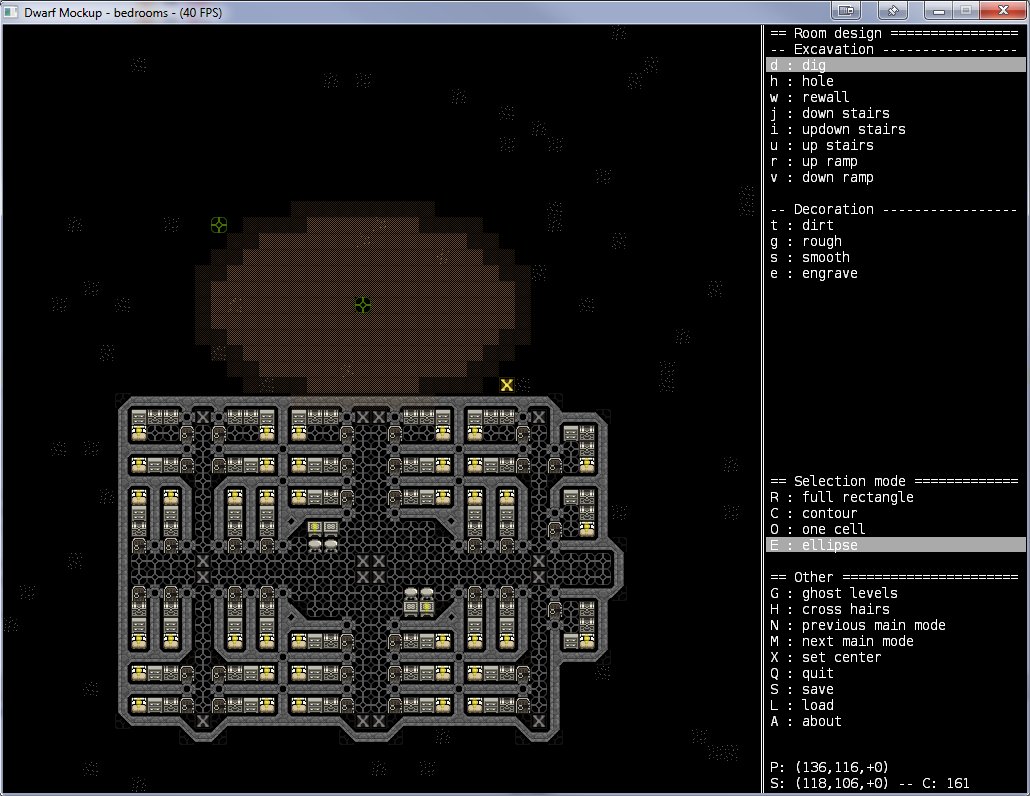 Dwarf Mockup - bedrooms - (40 FPS)
== Room design ================
-- Excavation -----------------
d : dig
h : hole
w : rewall
j : down stairs
i : updown stairs
u : up stairs
r : up ramp
v : down ramp
-- Decoration -----------------
t : dirt
g : rough
s : smooth
e : engrave
== Selection mode =============
R : full rectangle
C : contour
O : one cell
E : ellipse
== Other ======================
G : ghost levels
H : cross hairs
N : previous main mode
M : next main mode
X : set center
Q : quit
S : save
L : load
A : about
P: (136,116,+0)
S: (118,106,+0) -- C: 161